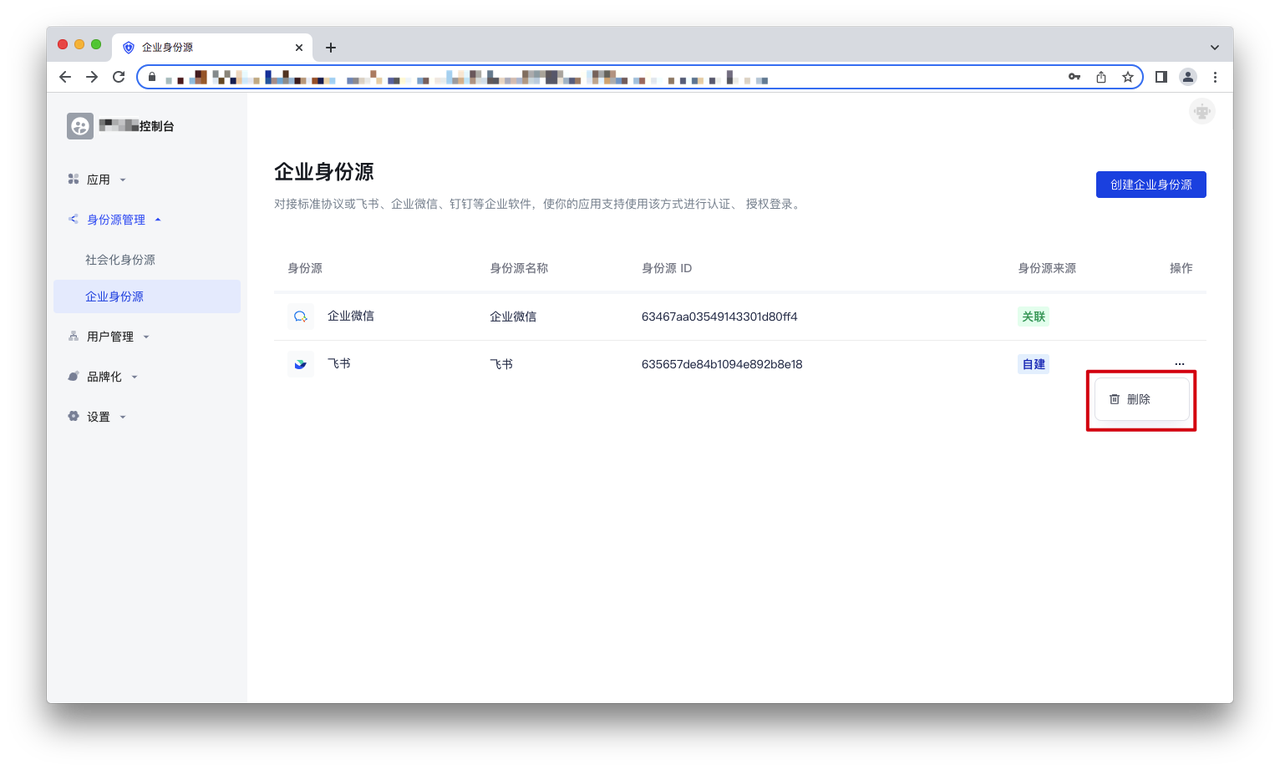 企业身份源
控制台
应用
身份源管理
社会化身份源
企业身份源
用户管理
品牌化
设置
企业身份源
创建企业身份源
对接标准协议或飞书、企业微信、钉钉等企业软件，使你的应用支持使用该方式进行认证、 授权登录。
身份源 身份源名称 身份源 ID 身份源来源 操作
企业微信 企业微信 63467aa03549143301d80ff4 关联
飞书 飞书 635657de84b1094e892b8e18 自建 ...
删除